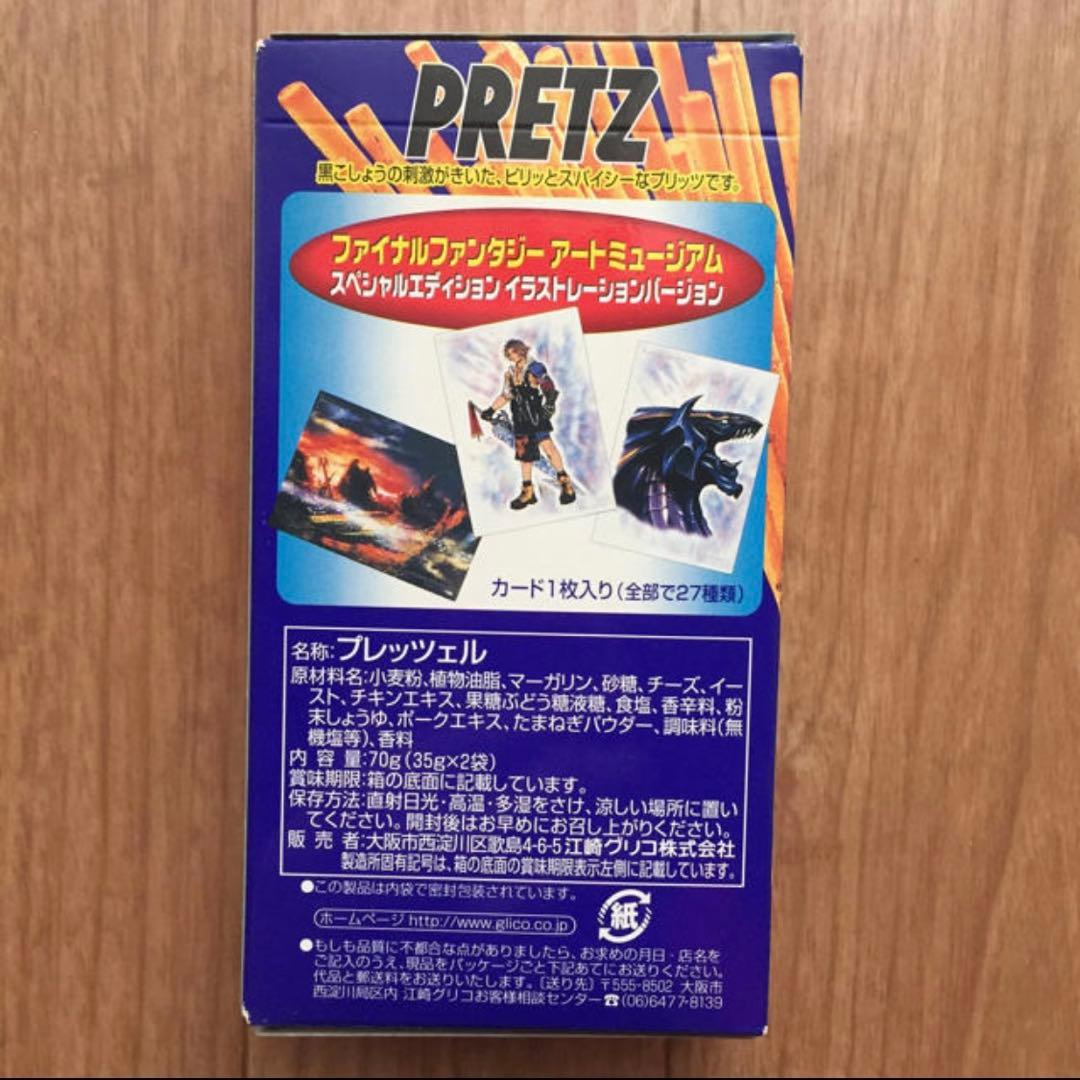 PRETZ
黒こしょうの刺激がきいた、ピリッとスパイシーなプリッツです。
ファイナルファンタジー アートミュージアム
スペシャルエディション イラストレーションバージョン
カード1枚入り(全部で27種類)
名称:プレッツェル
原材料名:小麦粉、植物油脂、マーガリン、砂糖、チーズ、イー
スト、チキンエキス、果糖ぶどう糖液糖、食塩、香辛料、粉
末しょうゆ、ポークエキス、たまねぎパウダー、調味料(無
機塩等)、香料
内容量:70g(35g×2袋)
賞味期限:箱の底面に記載しています。
保存方法:直射日光・高温・多湿をさけ、涼しい場所に置い
てください。開封後はお早めにお召し上がりください。
販売者:大阪市西淀川区歌島4-6-5江崎グリコ株式会社
製造所固有記号は、箱の底面の賞味期限表示左側に記載しています。
●この製品は内袋で密封包装されています。
ホームページ http://www.glico.co.jp
紙
●もしも品質に不都合な点がありましたら、お求めの月日・店名を
ご記入のうえ、現品をパッケージごと下記あてにお送りください。
代品と郵送料をお送りいたします。〔送り先〕〒555-8502 大阪市
西淀川局区内 江崎グリコお客様相談センター☎(06)6477-8139